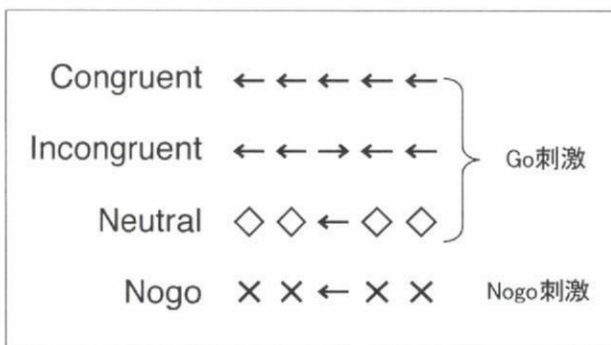 Congruent ← ← ← ← ←
Incongruent ← ← → ← ←
Go刺激
Neutral ◇ ◇ ← ◇ ◇
Nogo × × ← × × Nogo刺激